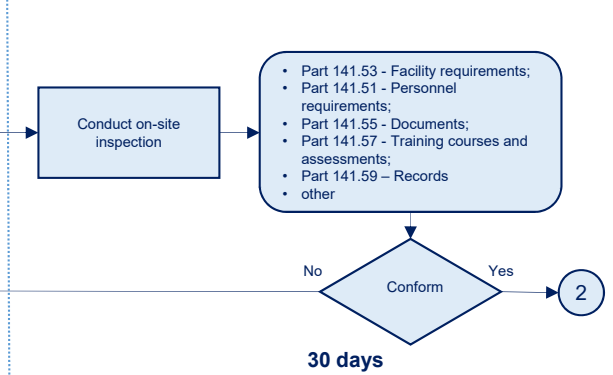 Conduct on-site
inspection
• Part 141.53 - Facility requirements;
• Part 141.51 - Personnel
requirements;
• Part 141.55 - Documents;
• Part 141.57 - Training courses and
assessments;
• Part 141.59 – Records
• other
No
Conform
Yes
2
30 days